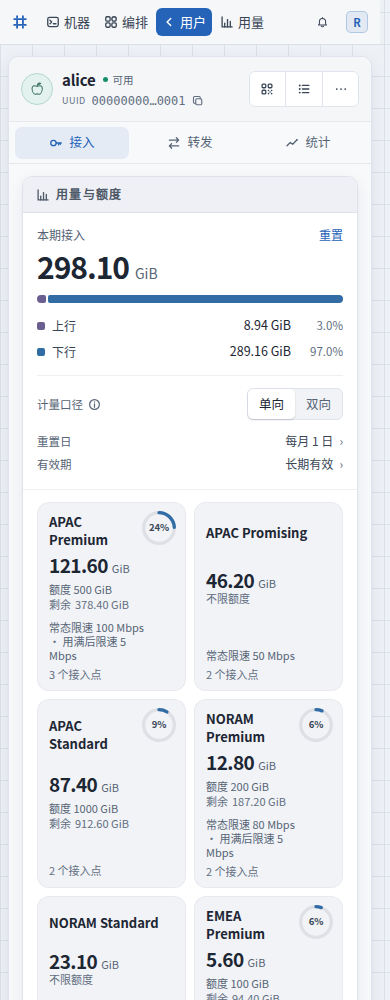 机器
编排
用户
用量
R
alice
可用
UUID 00000000…0001
接入
转发
统计
用量与额度
本期接入
重置
298.10 GiB
上行 8.94 GiB 3.0%
下行 289.16 GiB 97.0%
计量口径
单向
双向
重置日
每月 1 日 ›
有效期
长期有效 ›
APAC
Premium
24%
121.60 GiB
额度 500 GiB
剩余 378.40 GiB
常态限速 100 Mbps
· 用满后限速 5
Mbps
3 个接入点
APAC Promising
46.20 GiB
不限额度
常态限速 50 Mbps
2 个接入点
APAC
Standard
9%
87.40 GiB
额度 1000 GiB
剩余 912.60 GiB
2 个接入点
NORAM
Premium
6%
12.80 GiB
额度 200 GiB
剩余 187.20 GiB
常态限速 80 Mbps
· 用满后限速 5
Mbps
2 个接入点
NORAM Standard
23.10 GiB
不限额度
EMEA
Premium
6%
5.60 GiB
额度 100 GiB
剩余 94.40 GiB